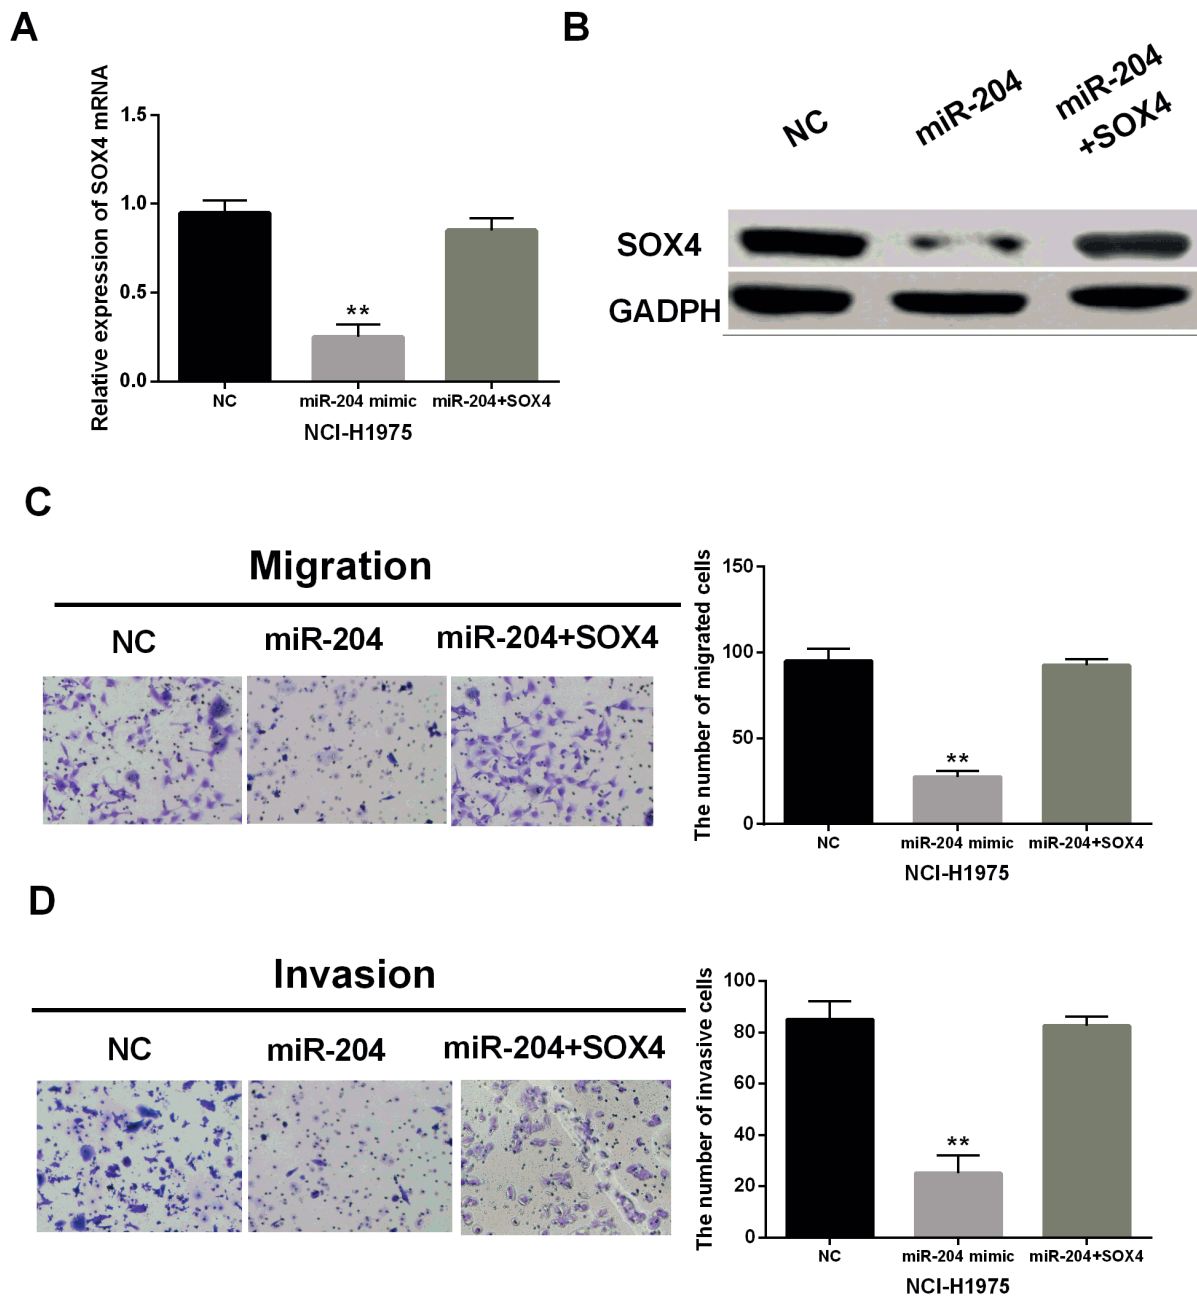 A
Relative expression of SOX4 mRNA
1.5
1.0
0.5
0.0
**
NC
miR-204 mimic
miR-204+SOX4
NCI-H1975
B
NC
miR-204
miR-204
+SOX4
SOX4
GADPH
C
Migration
NC
miR-204
miR-204+SOX4
The number of migrated cells
150
100
50
0
**
NC
miR-204 mimic
miR-204+SOX4
NCI-H1975
D
Invasion
NC
miR-204
miR-204+SOX4
The number of invasive cells
100
80
60
40
20
0
**
NC
miR-204 mimic
miR-204+SOX4
NCI-H1975